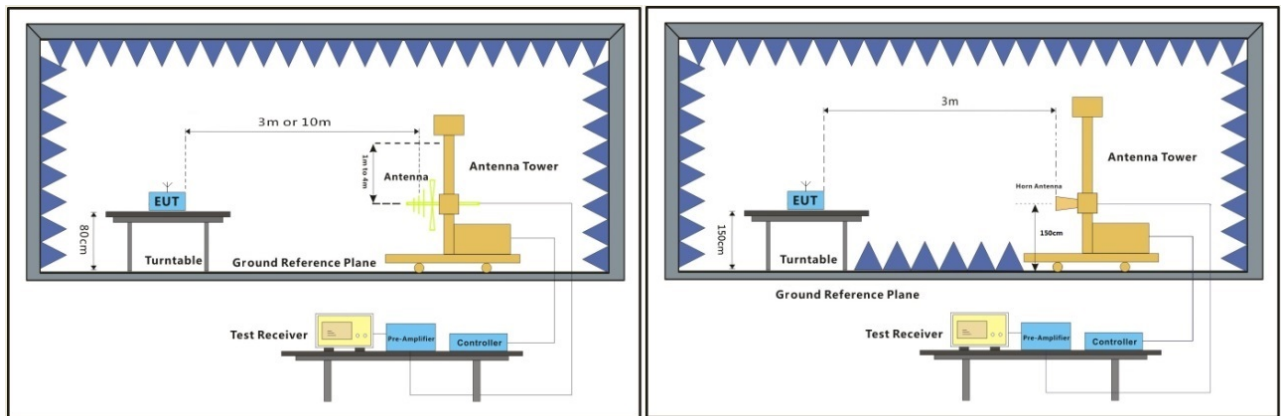 3m or 10m
1m to 4m
Antenna
Antenna Tower
EUT
80cm
Turntable
Ground Reference Plane
Test Receiver
Pre-Amplifier
Controller
3m
Antenna Tower
Horn Antenna
EUT
150cm
150cm
Turntable
Ground Reference Plane
Test Receiver
Pre-Amplifier
Controller